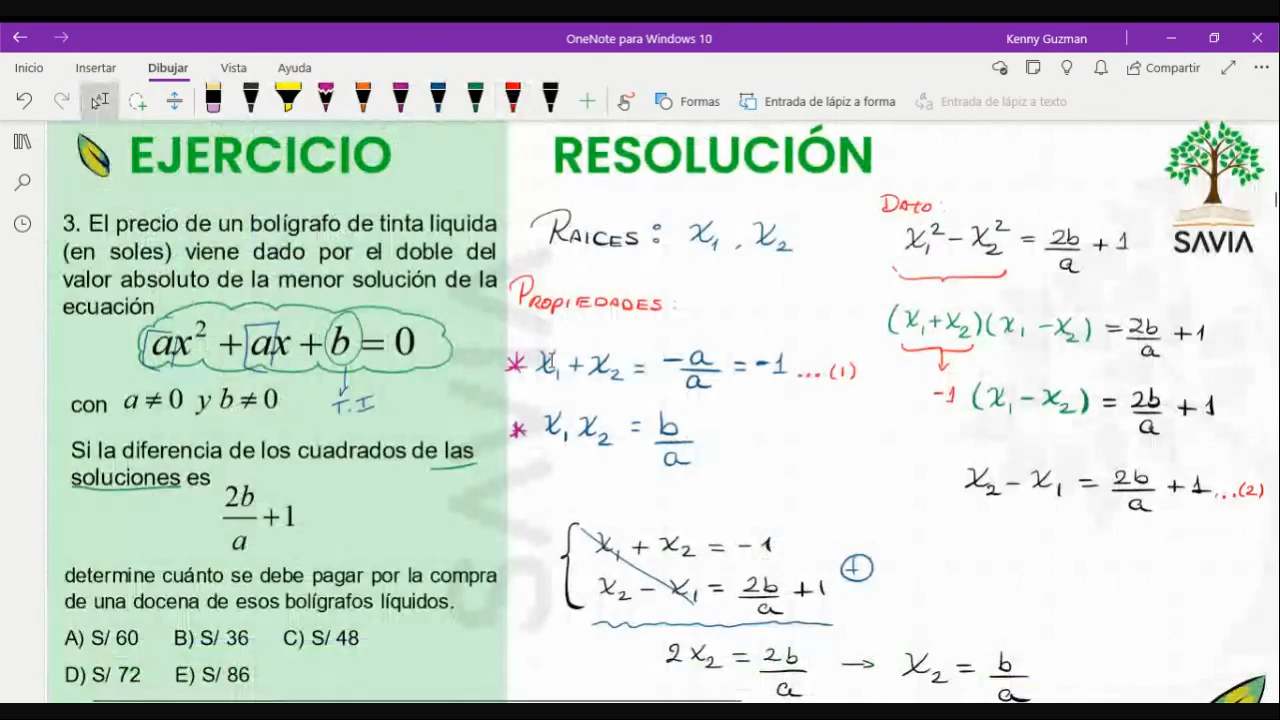 OneNote para Windows 10
Kenny Guzman
Inicio Insertar Dibujar Vista Ayuda
Compartir
Formas
Entrada de lápiz a forma
Entrada de lápiz a texto
EJERCICIO
3. El precio de un bolígrafo de tinta liquida
(en soles) viene dado por el doble del
valor absoluto de la menor solución de la
ecuación
ax² + ax + b = 0
T.I
con a ≠ 0 y b ≠ 0
Si la diferencia de los cuadrados de las
soluciones es
2b/a + 1
determine cuánto se debe pagar por la compra
de una docena de esos bolígrafos líquidos.
A) S/ 60 B) S/ 36 C) S/ 48
D) S/ 72 E) S/ 86
RESOLUCIÓN
SAVIA
RAICES: x₁, x₂
PROPIEDADES:
* x₁ + x₂ = -a/a = -1 ...(1)
* x₁ x₂ = b/a
x₁ + x₂ = -1
x₂ - x₁ = 2b/a + 1
+
2x₂ = 2b/a → x₂ = b/a
DATO:
x₁² - x₂² = 2b/a + 1
(x₁ + x₂)(x₁ - x₂) = 2b/a + 1
-1 (x₁ - x₂) = 2b/a + 1
x₂ - x₁ = 2b/a + 1 ...(2)